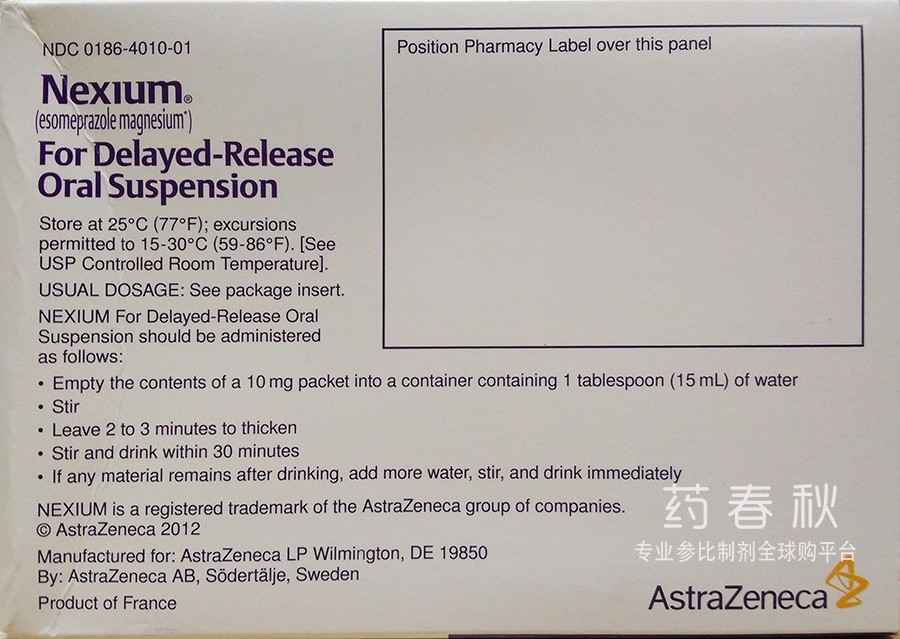 NDC 0186-4010-01
Position Pharmacy Label over this panel
Nexium®
(esomeprazole magnesium*)
For Delayed-Release
Oral Suspension
Store at 25°C (77°F); excursions
permitted to 15-30°C (59-86°F). [See
USP Controlled Room Temperature].
USUAL DOSAGE: See package insert.
NEXIUM For Delayed-Release Oral
Suspension should be administered
as follows:
• Empty the contents of a 10 mg packet into a container containing 1 tablespoon (15 mL) of water
• Stir
• Leave 2 to 3 minutes to thicken
• Stir and drink within 30 minutes
• If any material remains after drinking, add more water, stir, and drink immediately
NEXIUM is a registered trademark of the AstraZeneca group of companies.
© AstraZeneca 2012
药春秋
专业参比制剂全球购平台
Manufactured for: AstraZeneca LP Wilmington, DE 19850
By: AstraZeneca AB, Södertälje, Sweden
Product of France
AstraZeneca